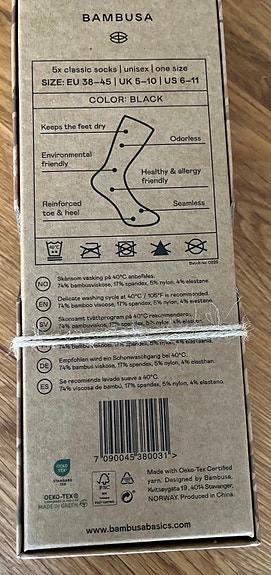 BAMBUSA
5x classic socks | unisex | one size
SIZE: EU 38-45 | UK 5-10 | US 6-11
COLOR: BLACK
Keeps the feet dry
Odorless
Environmental
friendly
Healthy & allergy
friendly
Reinforced
toe & heel
Seamless
NO Skånsom vasking på 40°C anbefales.
74% bambusviskose, 17% spandex, 5% nylon, 4% elastane.
EN Delicate washing cycle at 40°C / 105°F is recommended.
74% bamboo viscose, 17% spandex, 5% nylon, 4% elastane.
SV Skonsamt tvättprogram på 40°C rekommenderas.
74% bambuviskos, 17% spandex, 5% nylon, 4%
DE Empfohlen wird ein Schonwaschgang bei 40°C.
ES Se recomienda lavado suave a 40°C.
74% viscosa de bambú, 17% spandex, 5% nylon, 4% elastano.
7 090045 380031 >
OEKO-TEX
STANDARD
100
OEKO-TEX®
MADE IN GREEN
FSC
MIX
Made with Oeko-Tex Certified
yarn. Designed by Bambusa,
Kvitsøygata 19, 4014 Stavanger,
NORWAY. Produced in China.
www.bambusabasics.com